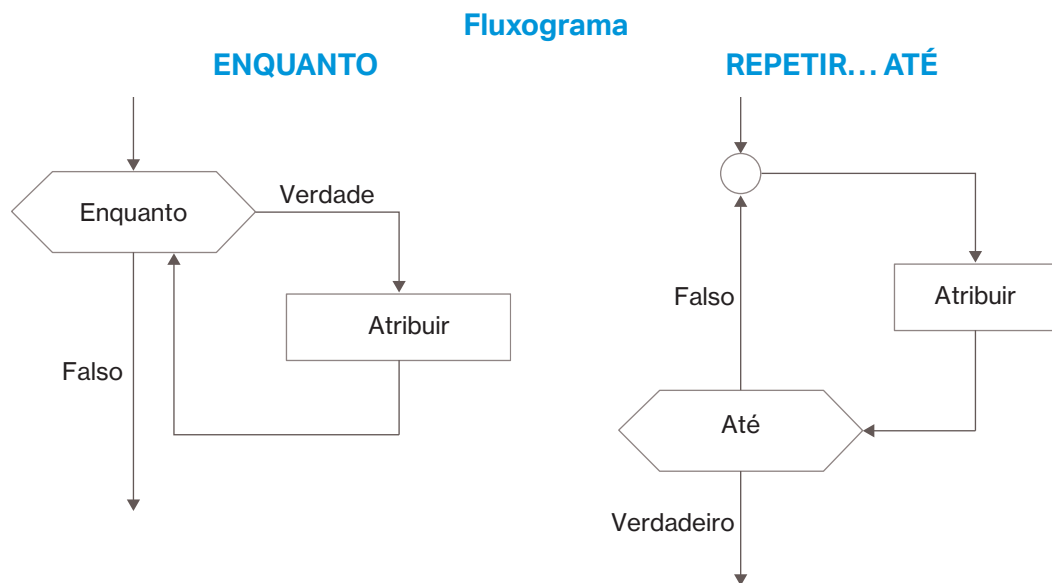 Fluxograma
ENQUANTO
REPETIR... ATÉ
Enquanto
Verdade
Atribuir
Falso
Falso
Atribuir
Até
Verdadeiro